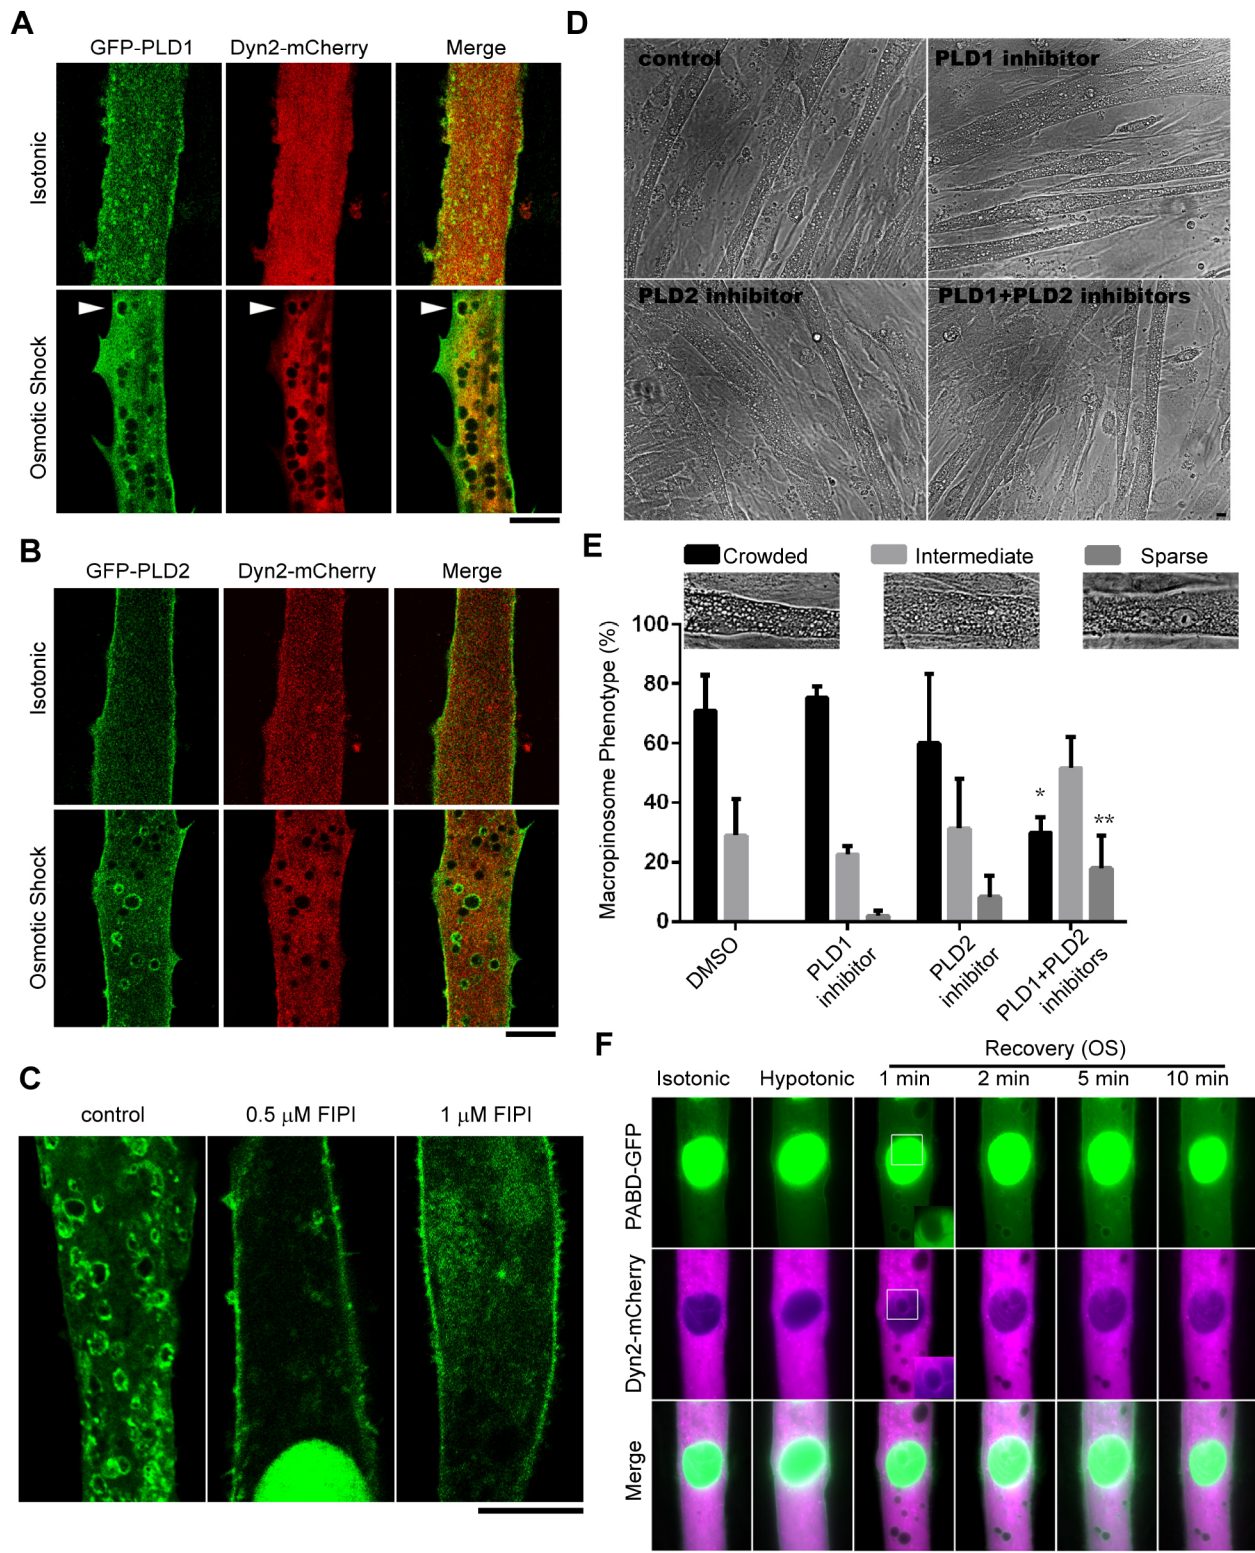 A
GFP-PLD1
Dyn2-mCherry
Merge
Isotonic
Osmotic Shock
B
GFP-PLD2
Dyn2-mCherry
Merge
Isotonic
Osmotic Shock
C
control
0.5 µM FIPI
1 µM FIPI
D
control
PLD1 inhibitor
PLD2 inhibitor
PLD1+PLD2 inhibitors
E
Crowded
Intermediate
Sparse
Macropinosome Phenotype (%)
100
80
60
40
20
0
*
**
DMSO
PLD1
inhibitor
PLD2
inhibitor
PLD1+PLD2
inhibitors
F
Recovery (OS)
Isotonic
Hypotonic
1 min
2 min
5 min
10 min
PABD-GFP
Dyn2-mCherry
Merge